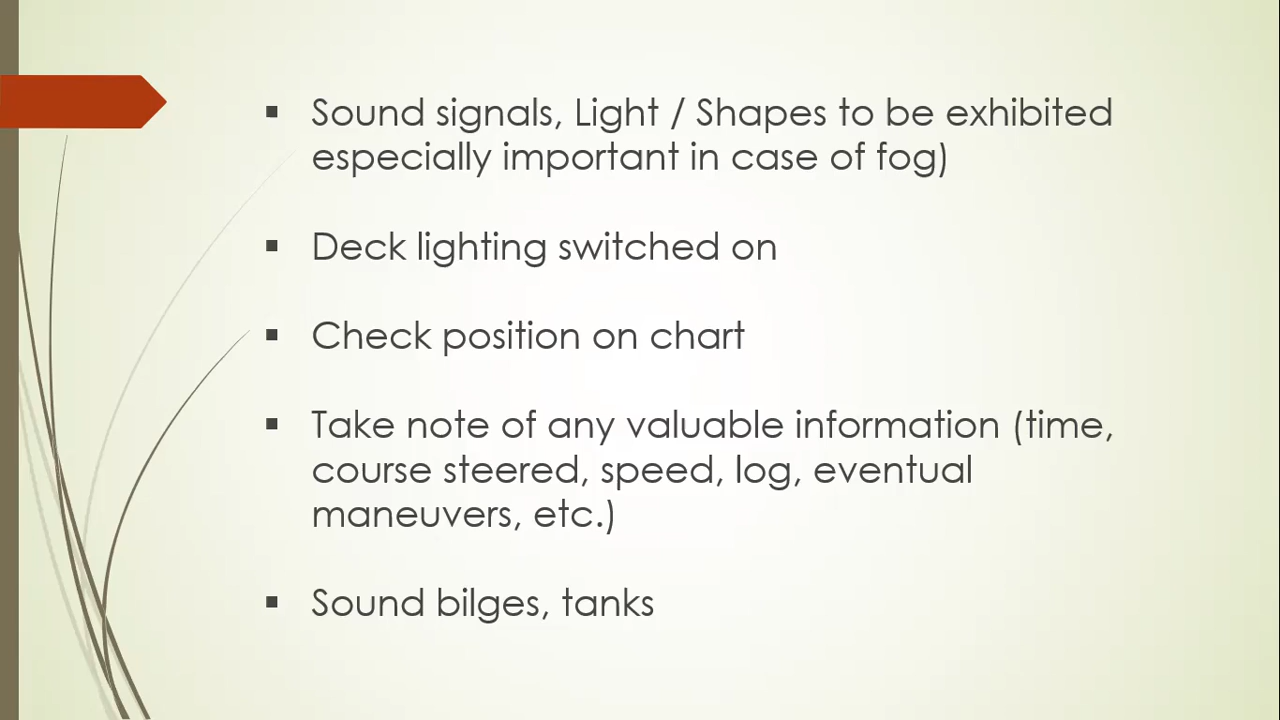 ▪ Sound signals, Light / Shapes to be exhibited
especially important in case of fog)
▪ Deck lighting switched on
▪ Check position on chart
▪ Take note of any valuable information (time,
course steered, speed, log, eventual
maneuvers, etc.)
▪ Sound bilges, tanks